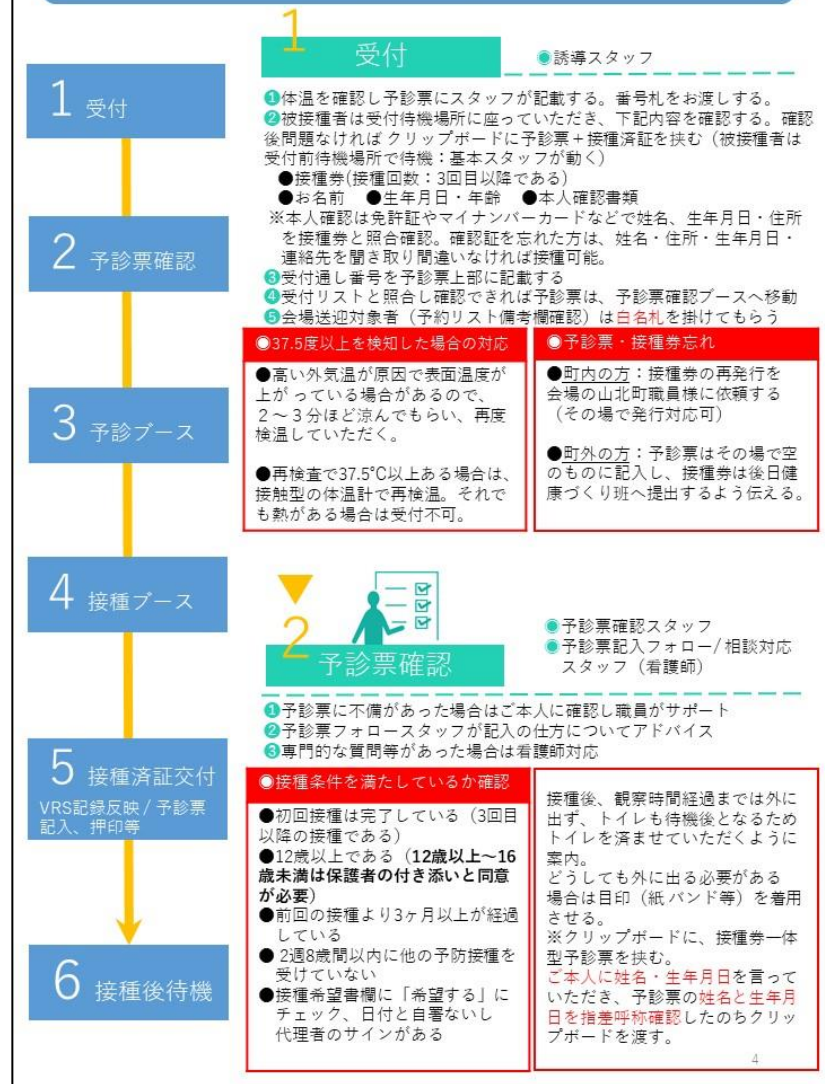 1 受付
2 予診票確認
3 予診ブース
4 接種ブース
5 接種済証交付
VRS記録反映 / 予診票
記入、押印等
6 接種後待機
1
受付
◉誘導スタッフ
❶体温を確認し予診票にスタッフが記載する。番号札をお渡しする。
❷被接種者は受付待機場所に座っていただき、下記内容を確認する。確認
後問題なければ クリップボードに予診票+接種済証を挟む（被接種者は
受付前待機場所で待機：基本スタッフが動く）
●接種券(接種回数：3回目以降である)
●お名前 ●生年月日・年齢 ●本人確認書類
※本人確認は免許証やマイナンバーカードなどで姓名、生年月日・住所
を接種券と照合確認。確認証を忘れた方は、姓名・住所・生年月日・
連絡先を聞き取り間違いなければ接種可能。
❸受付通し番号を予診票上部に記載する
❹受付リストと照合し確認できれば予診票は、予診票確認ブースへ移動
❺会場送迎対象者（予約リスト備考欄確認）は白名札を掛けてもらう
◎37.5度以上を検知した場合の対応
●高い外気温が原因で表面温度が
上が っている場合があるので、
２～３分ほど涼んでもらい、再度
検温していただく。
●再検査で37.5℃以上ある場合は、
接触型の体温計で再検温。それで
も熱がある場合は受付不可。
◎予診票・接種券忘れ
●町内の方：接種券の再発行を
会場の山北町職員様に依頼する
（その場で発行対応可）
●町外の方：予診票はその場で空
のものに記入し、接種券は後日健
康づくり班へ提出するよう伝える。
2
予診票確認
◉予診票確認スタッフ
◉予診票記入フォロー/ 相談対応
スタッフ（看護師）
❶予診票に不備があった場合はご本人に確認し職員がサポート
❷予診票フォロースタッフが記入の仕方についてアドバイス
❸専門的な質問等があった場合は看護師対応
◎接種条件を満たしているか確認
●初回接種は完了している（3回目
以降の接種である）
●12歳以上である（12歳以上～16
歳未満は保護者の付き添いと同意
が必要）
●前回の接種より3ヶ月以上が経過
している
● 2週8歳間以内に他の予防接種を
受けていない
●接種希望書欄に「希望する」に
チェック、日付と自署ないし
代理者のサインがある
接種後、観察時間経過までは外に
出ず、トイレも待機後となるため
トイレを済ませていただくように
案内。
どうしても外に出る必要がある
場合は目印（紙 バンド等）を着用
させる。
※クリップボードに、接種券一体
型予診票を挟む。
ご本人に姓名・生年月日を言って
いただき、予診票の姓名と生年月
日を指差呼称確認したのちクリッ
プボードを渡す。
4